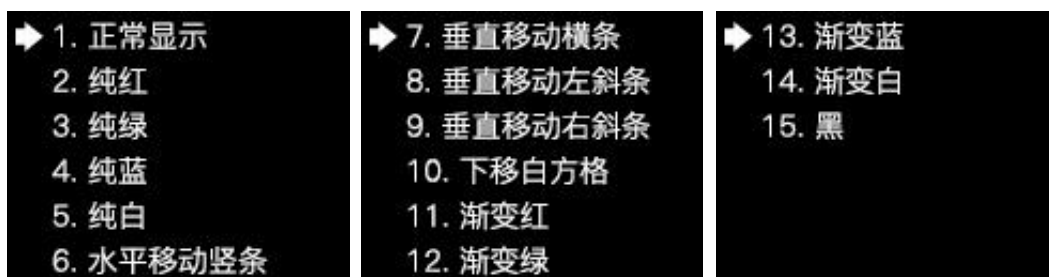 1. 正常显示
2. 纯红
3. 纯绿
4. 纯蓝
5. 纯白
6. 水平移动竖条
7. 垂直移动横条
8. 垂直移动左斜条
9. 垂直移动右斜条
10. 下移白方格
11. 渐变红
12. 渐变绿
13. 渐变蓝
14. 渐变白
15. 黑